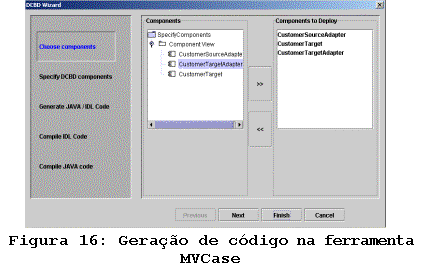 DCBD Wizard
Choose components
Specify DCBD components
Generate JAVA / IDL Code
Compile IDL Code
Compile JAVA code
Components
SpecifyComponents
Component View
CustomerSourceAdapter
CustomerTargetAdapter
CustomerTarget
>>
<<
Components to Deploy
CustomerSourceAdapter
CustomerTarget
CustomerTargetAdapter
Previous
Next
Finish
Cancel
Figura 16: Geração de código na ferramenta
MVCase